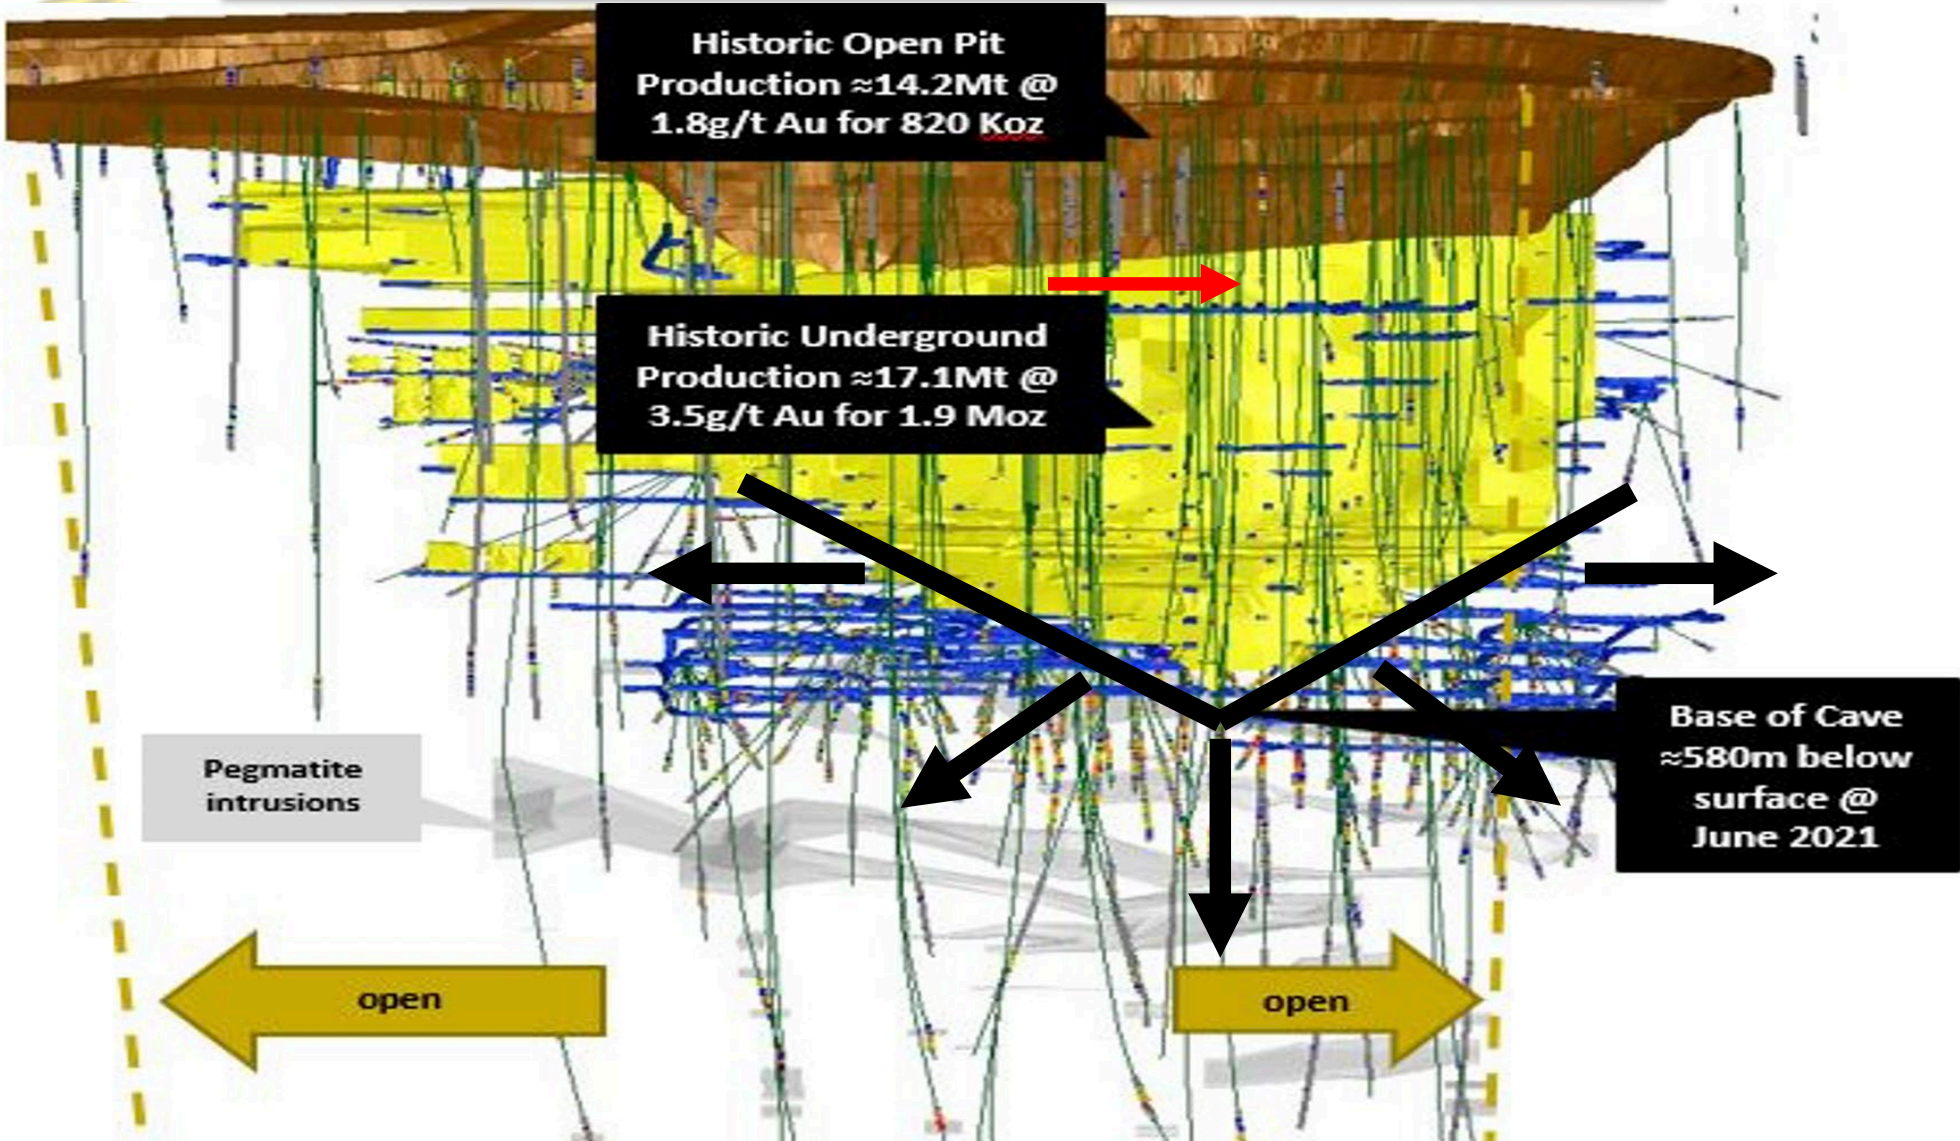 Historic Open Pit
Production ≈14.2Mt @
1.8g/t Au for 820 Koz
Historic Underground
Production ≈17.1Mt @
3.5g/t Au for 1.9 Moz
Base of Cave
≈580m below
surface @
June 2021
Pegmatite
intrusions
open
open